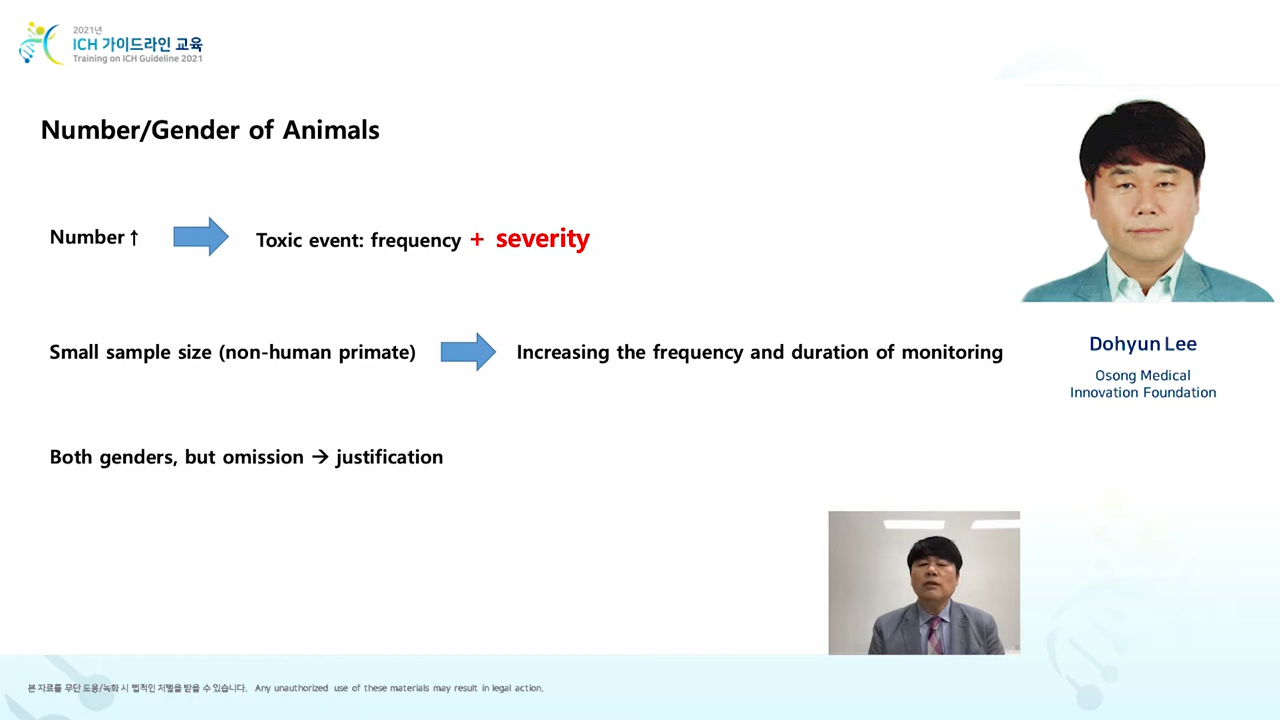 2021년
ICH 가이드라인 교육
Training on ICH Guideline 2021
Number/Gender of Animals
Number ↑
Toxic event: frequency + severity
Small sample size (non-human primate)
Increasing the frequency and duration of monitoring
Both genders, but omission → justification
Dohyun Lee
Osong Medical
Innovation Foundation
본 자료를 무단 도용/녹화 시 법적인 처벌을 받을 수 있습니다. Any unauthorized use of these materials may result in legal action.